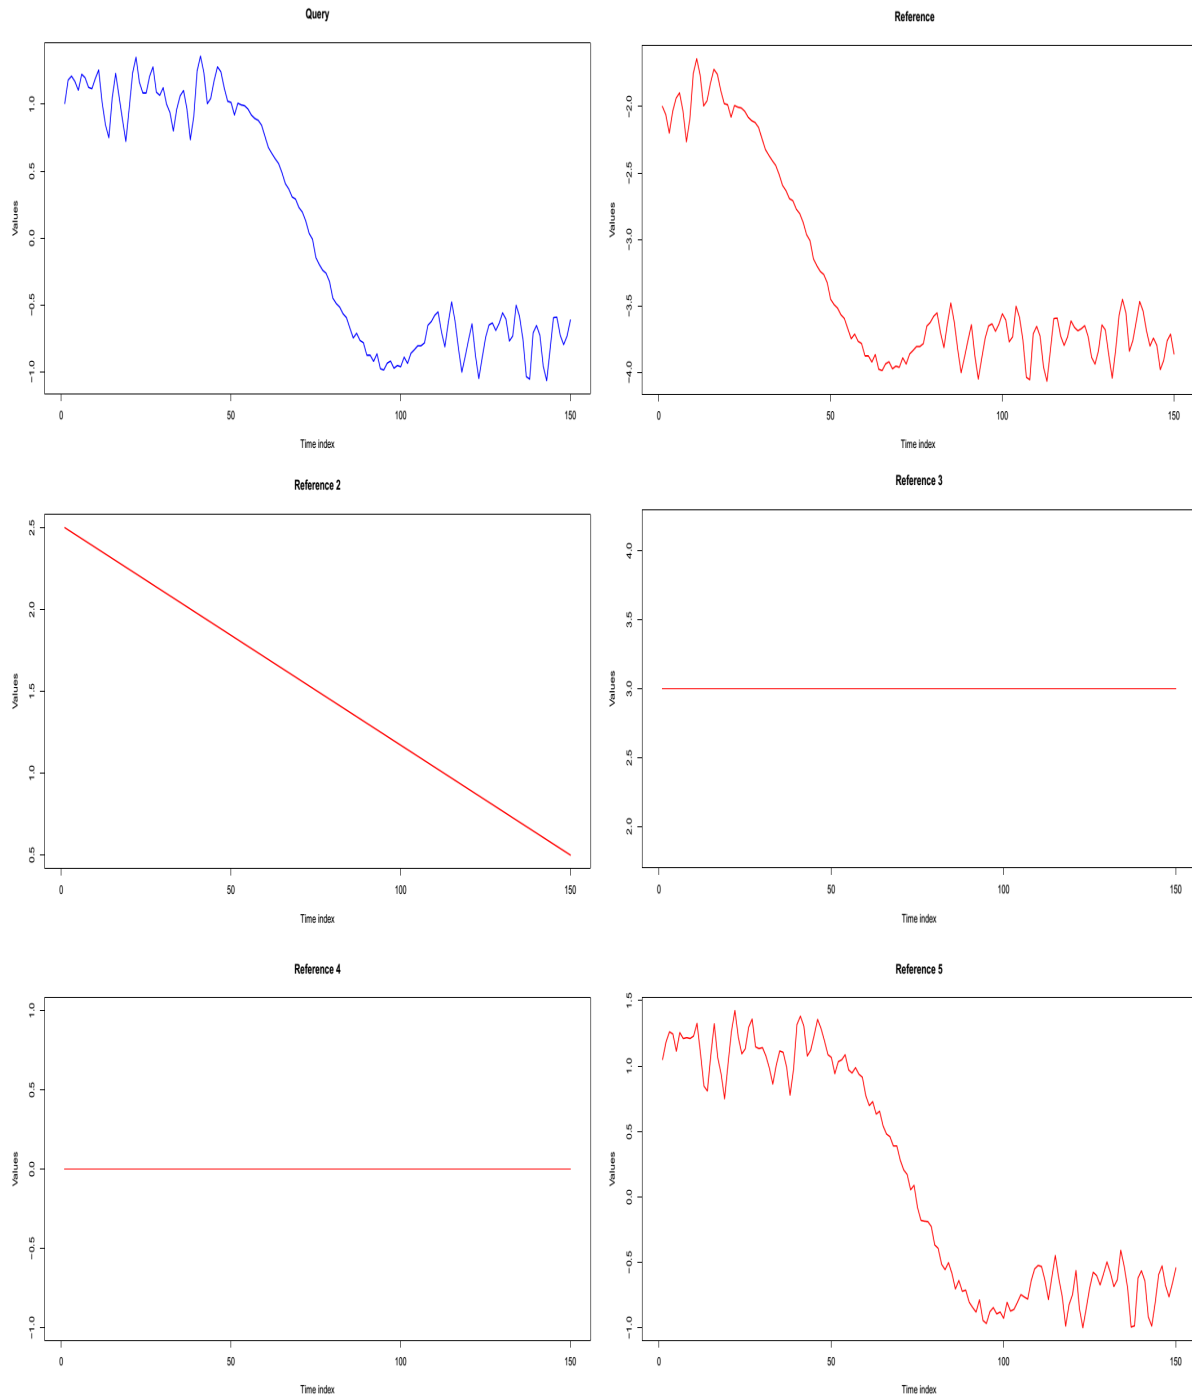 Query
Values
1.0
0.5
0.0
−0.5
−1.0
0 50 100 150
Time index
Reference
Values
−2.0
−2.5
−3.0
−3.5
−4.0
0 50 100 150
Time index
Reference 2
Values
2.5
2.0
1.5
1.0
0.5
0 50 100 150
Time index
Reference 3
Values
4.0
3.5
3.0
2.5
2.0
0 50 100 150
Time index
Reference 4
Values
1.0
0.5
0.0
−0.5
−1.0
0 50 100 150
Time index
Reference 5
Values
1.5
1.0
0.5
0.0
−0.5
−1.0
0 50 100 150
Time index